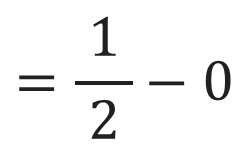 = 1/2 − 0